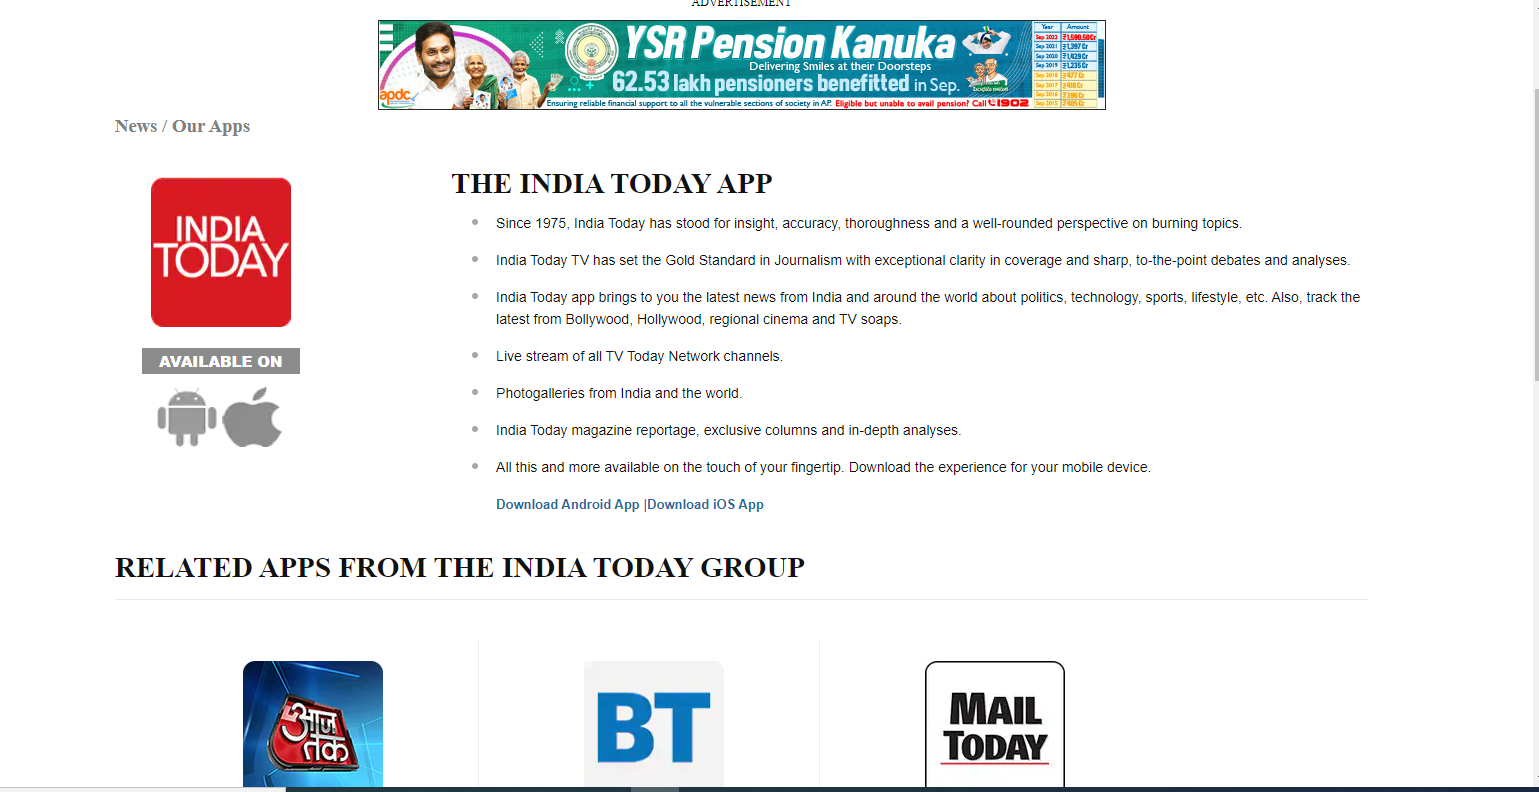 ADVERTISEMENT
YSR Pension Kanuka
Delivering Smiles at their Doorsteps
62.53 lakh pensioners benefitted in Sep.
apdc
Ensuring reliable financial support to all the vulnerable sections of society in AP. Eligible but unable to avail pension? Call 1902
Year Amount
Sep 2022 ₹1,590.50Cr
Sep 2021 ₹1,397 Cr
Sep 2020 ₹1,429 Cr
Sep 2019 ₹1,235 Cr
Sep 2018 ₹477 Cr
Sep 2017 ₹418 Cr
Sep 2016 ₹396 Cr
Sep 2015 ₹405 Cr
News / Our Apps
INDIA
TODAY
AVAILABLE ON
THE INDIA TODAY APP
Since 1975, India Today has stood for insight, accuracy, thoroughness and a well-rounded perspective on burning topics.
India Today TV has set the Gold Standard in Journalism with exceptional clarity in coverage and sharp, to-the-point debates and analyses.
India Today app brings to you the latest news from India and around the world about politics, technology, sports, lifestyle, etc. Also, track the
latest from Bollywood, Hollywood, regional cinema and TV soaps.
Live stream of all TV Today Network channels.
Photogalleries from India and the world.
India Today magazine reportage, exclusive columns and in-depth analyses.
All this and more available on the touch of your fingertip. Download the experience for your mobile device.
Download Android App |Download iOS App
RELATED APPS FROM THE INDIA TODAY GROUP
आज
तक
BT
MAIL
TODAY